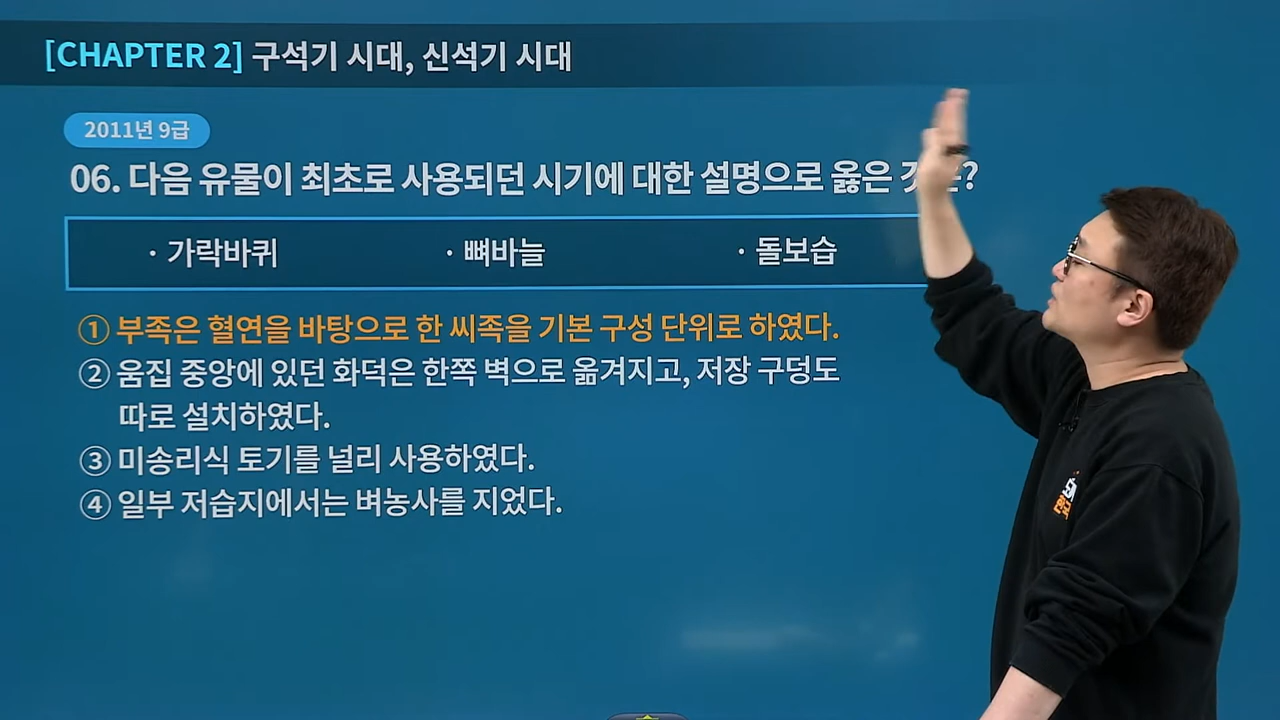 [CHAPTER 2] 구석기 시대, 신석기 시대
2011년 9급
06. 다음 유물이 최초로 사용되던 시기에 대한 설명으로 옳은
· 가락바퀴 · 뼈바늘 · 돌보습
① 부족은 혈연을 바탕으로 한 씨족을 기본 구성 단위로 하였다.
② 움집 중앙에 있던 화덕은 한쪽 벽으로 옮겨지고, 저장 구덩도
따로 설치하였다.
③ 미송리식 토기를 널리 사용하였다.
④ 일부 저습지에서는 벼농사를 지었다.